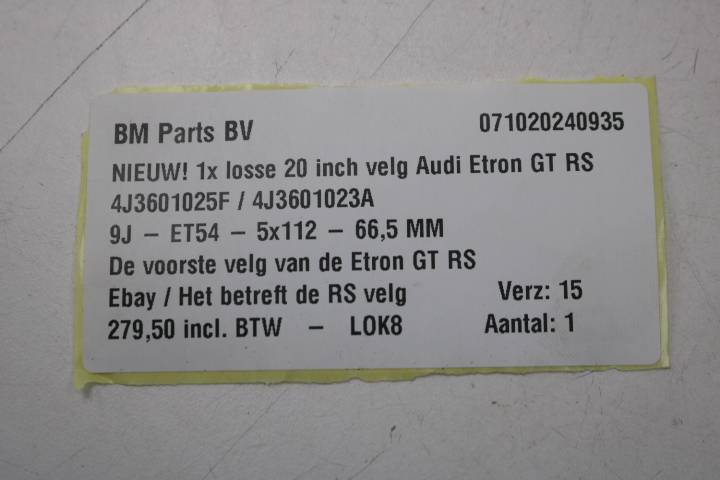 BM Parts BV 071020240935
NIEUW! 1x losse 20 inch velg Audi Etron GT RS
4J3601025F / 4J3601023A
9J – ET54 – 5x112 – 66,5 MM
De voorste velg van de Etron GT RS
Ebay / Het betreft de RS velg Verz: 15
279,50 incl. BTW – LOK8 Aantal: 1